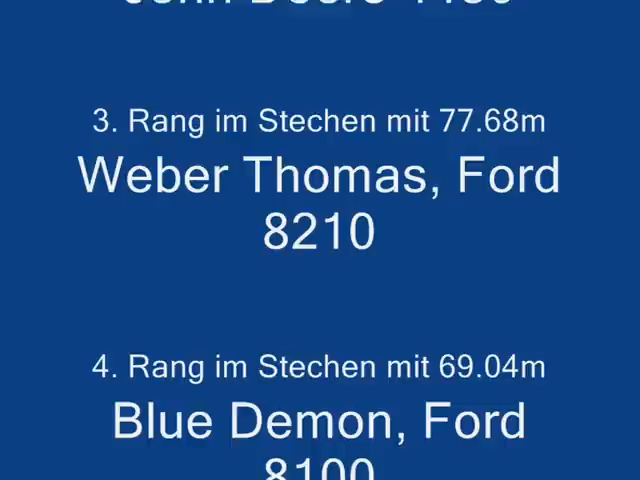 3. Rang im Stechen mit 77.68m
Weber Thomas, Ford
8210
4. Rang im Stechen mit 69.04m
Blue Demon, Ford
8100